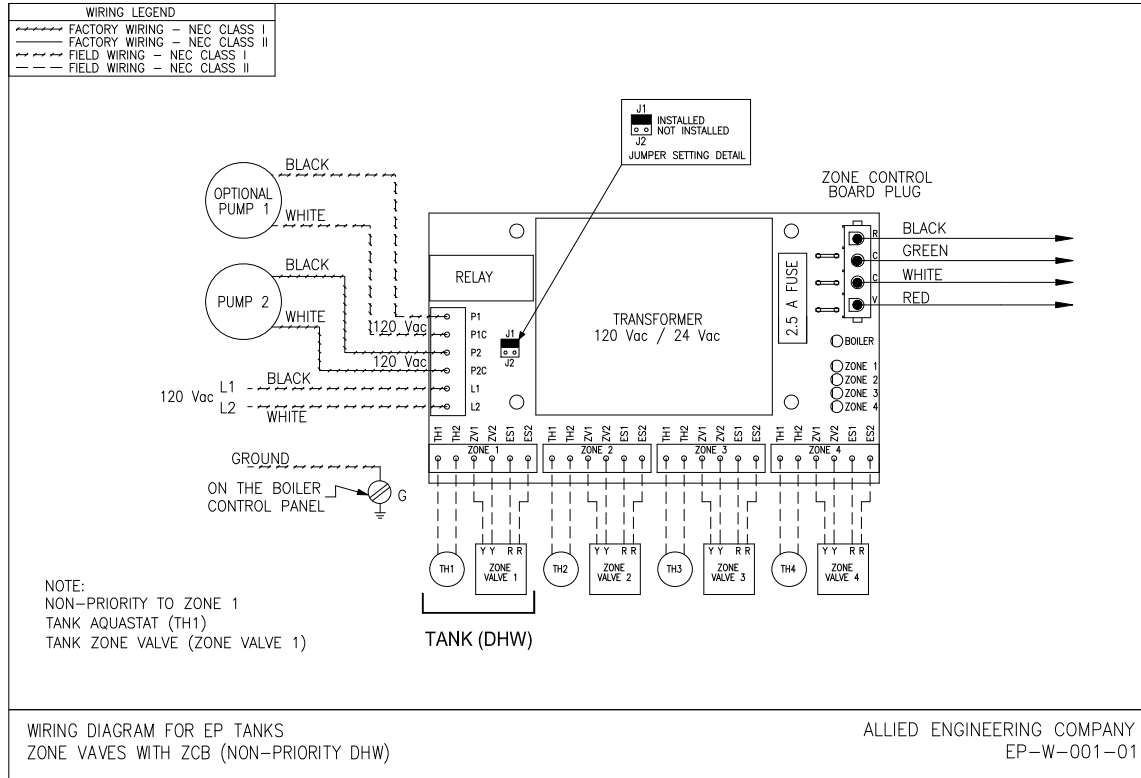 WIRING LEGEND
FACTORY WIRING – NEC CLASS I
FACTORY WIRING – NEC CLASS II
FIELD WIRING – NEC CLASS I
FIELD WIRING – NEC CLASS II
J1
INSTALLED
NOT INSTALLED
J2
JUMPER SETTING DETAIL
OPTIONAL
PUMP 1
BLACK
WHITE
PUMP 2
BLACK
WHITE
120 Vac
120 Vac
120 Vac
L1
L2
BLACK
WHITE
GROUND
ON THE BOILER
CONTROL PANEL
G
RELAY
P1
P1C
P2
P2C
L1
L2
J1
J2
TRANSFORMER
120 Vac / 24 Vac
2.5 A FUSE
ZONE CONTROL
BOARD PLUG
R BLACK
C GREEN
C WHITE
V RED
BOILER
ZONE 1
ZONE 2
ZONE 3
ZONE 4
TH1 TH2 ZV1 ZV2 ES1 ES2
ZONE 1
TH1 TH2 ZV1 ZV2 ES1 ES2
ZONE 2
TH1 TH2 ZV1 ZV2 ES1 ES2
ZONE 3
TH1 TH2 ZV1 ZV2 ES1 ES2
ZONE 4
TH1
Y Y R R
ZONE
VALVE 1
TH2
Y Y R R
ZONE
VALVE 2
TH3
Y Y R R
ZONE
VALVE 3
TH4
Y Y R R
ZONE
VALVE 4
TANK (DHW)
NOTE:
NON–PRIORITY TO ZONE 1
TANK AQUASTAT (TH1)
TANK ZONE VALVE (ZONE VALVE 1)
WIRING DIAGRAM FOR EP TANKS
ZONE VAVES WITH ZCB (NON–PRIORITY DHW)
ALLIED ENGINEERING COMPANY
EP–W–001–01